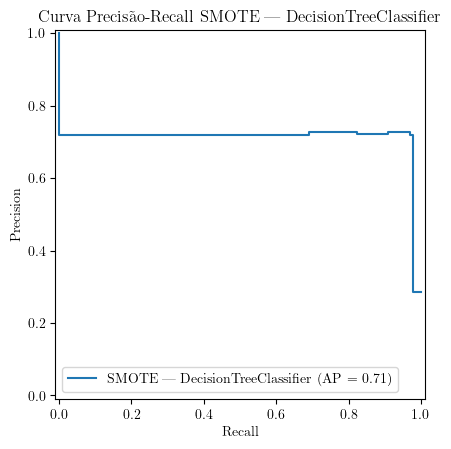 Curva Precisão-Recall SMOTE — DecisionTreeClassifier
1.0
0.8
0.6
0.4
0.2
0.0
Precision
SMOTE — DecisionTreeClassifier (AP = 0.71)
0.0 0.2 0.4 0.6 0.8 1.0
Recall